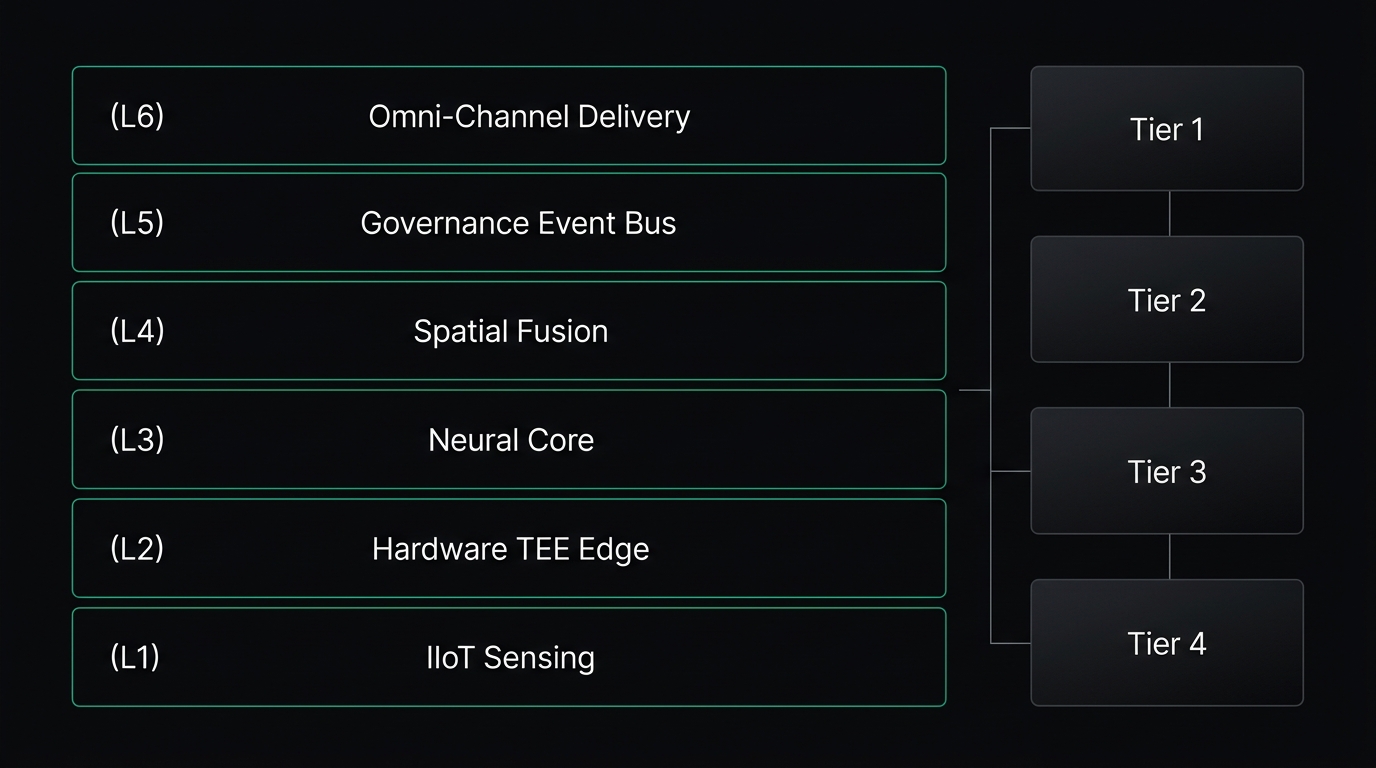 (L6) Omni-Channel Delivery
(L5) Governance Event Bus
(L4) Spatial Fusion
(L3) Neural Core
(L2) Hardware TEE Edge
(L1) IIoT Sensing
Tier 1
Tier 2
Tier 3
Tier 4